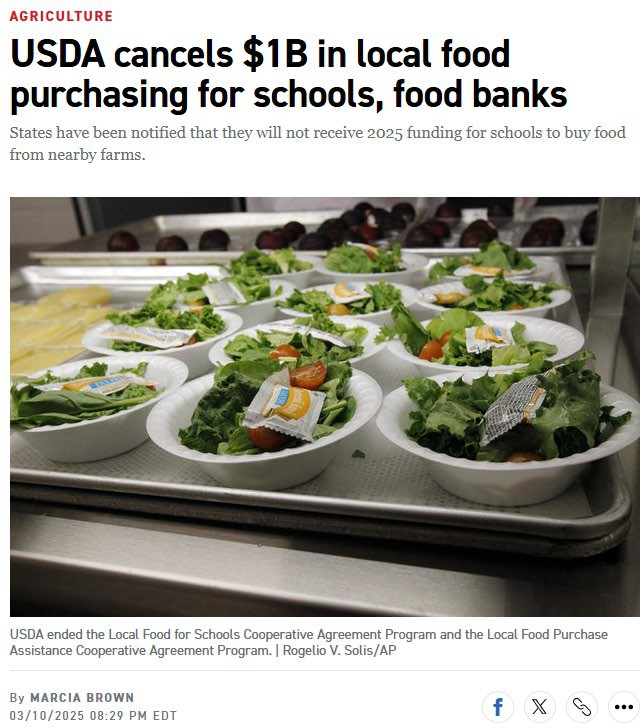 AGRICULTURE
USDA cancels $1B in local food
purchasing for schools, food banks
States have been notified that they will not receive 2025 funding for schools to buy food
from nearby farms.
USDA ended the Local Food for Schools Cooperative Agreement Program and the Local Food Purchase
Assistance Cooperative Agreement Program. | Rogelio V. Solis/AP
By MARCIA BROWN
03/10/2025 08:29 PM EDT